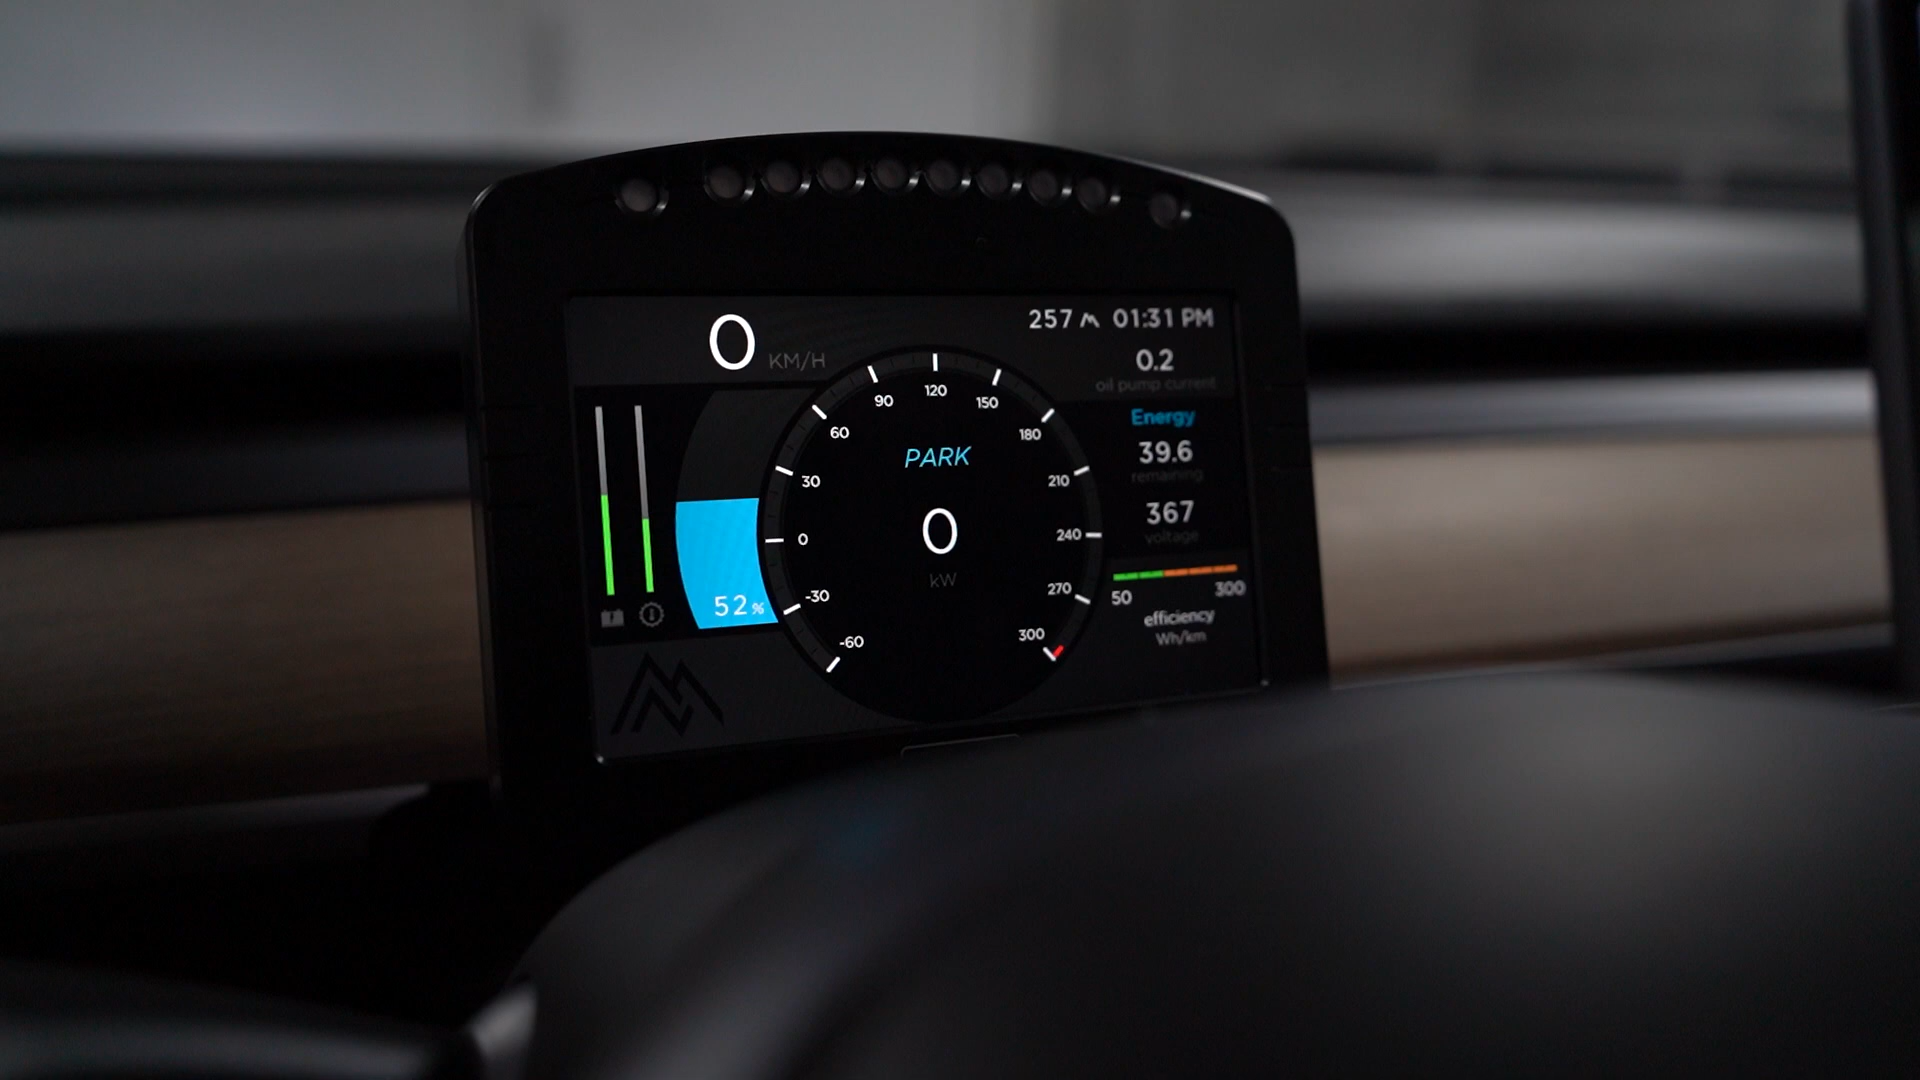 0 KM/H
257 01:31 PM
0.2
oil pump current
Energy
39.6
remaining
367
voltage
50 300
efficiency
Wh/km
52%
PARK
0
kW
-60
-30
0
30
60
90
120
150
180
210
240
270
300